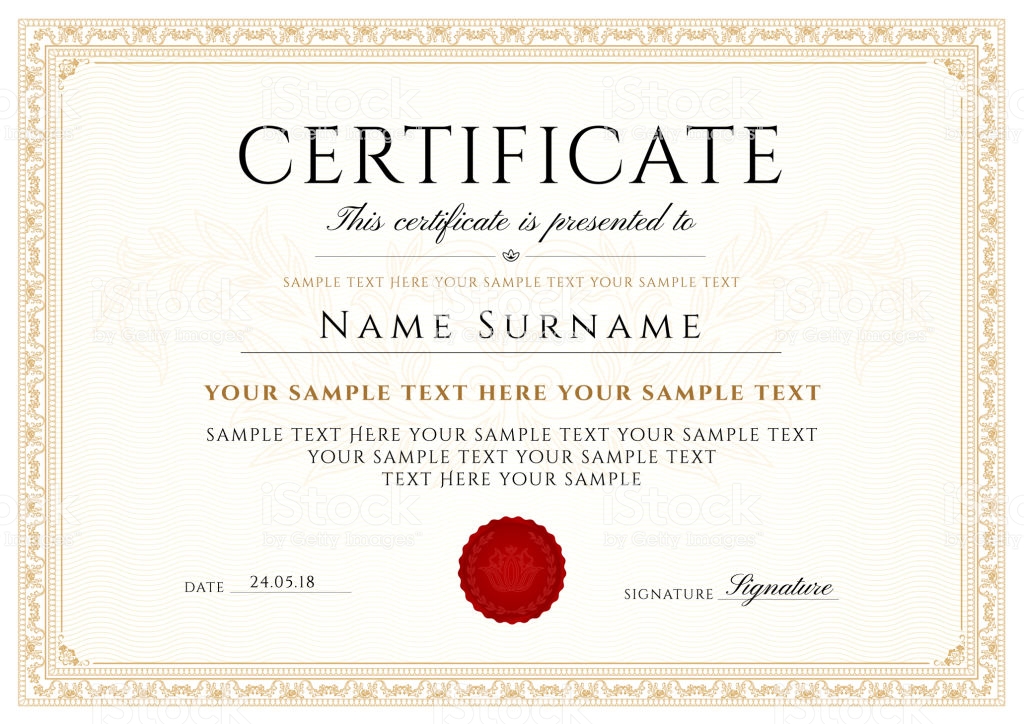 CERTIFICATE
This certificate is presented to
SAMPLE TEXT HERE YOUR SAMPLE TEXT YOUR SAMPLE TEXT
NAME SURNAME
YOUR SAMPLE TEXT HERE YOUR SAMPLE TEXT
SAMPLE TEXT HERE YOUR SAMPLE TEXT YOUR SAMPLE TEXT
YOUR SAMPLE TEXT YOUR SAMPLE TEXT
TEXT HERE YOUR SAMPLE
DATE 24.05.18
SIGNATURE Signature
iStock
by Getty Images™